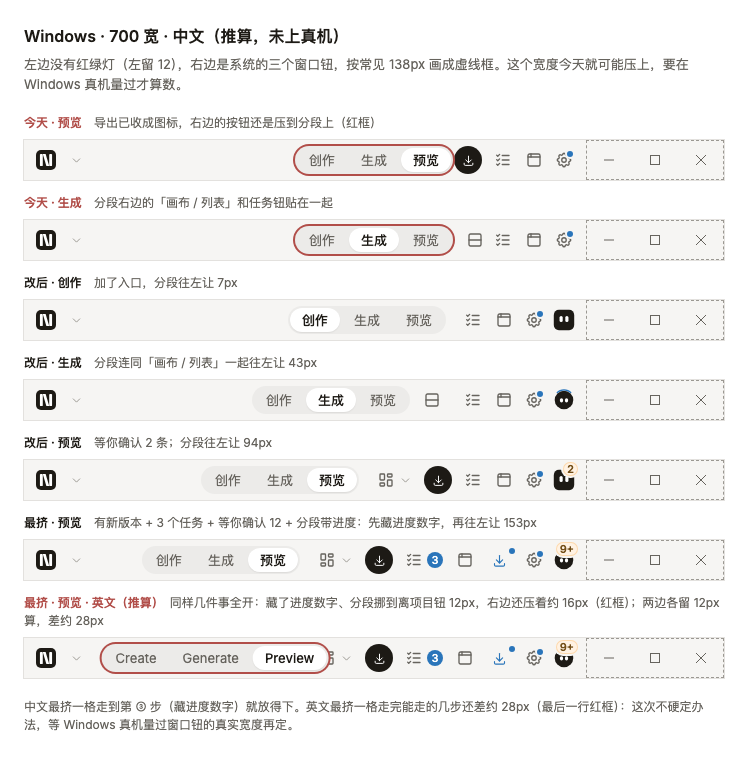 Windows · 700 宽 · 中文（推算，未上真机）
左边没有红绿灯（左留 12），右边是系统的三个窗口钮，按常见 138px 画成虚线框。这个宽度今天就可能压上，要在
Windows 真机量过才算数。
今天 · 预览 导出已收成图标，右边的按钮还是压到分段上（红框）
N 创作 生成 预览
今天 · 生成 分段右边的「画布 / 列表」和任务钮贴在一起
N 创作 生成 预览
改后 · 创作 加了入口，分段往左让 7px
N 创作 生成 预览
改后 · 生成 分段连同「画布 / 列表」一起往左让 43px
N 创作 生成 预览
改后 · 预览 等你确认 2 条；分段往左让 94px
N 创作 生成 预览 2
最挤 · 预览 有新版本 + 3 个任务 + 等你确认 12 + 分段带进度：先藏进度数字，再往左让 153px
N 创作 生成 预览 3 9+
最挤 · 预览 · 英文（推算） 同样几件事全开：藏了进度数字、分段挪到离项目钮 12px，右边还压着约 16px（红框）；两边各留 12px
算，差约 28px
N Create Generate Preview 3 9+
中文最挤一格走到第 ③ 步（藏进度数字）就放得下。英文最挤一格走完能走的几步还差约 28px（最后一行红框）：这次不硬定办
法，等 Windows 真机量过窗口钮的真实宽度再定。